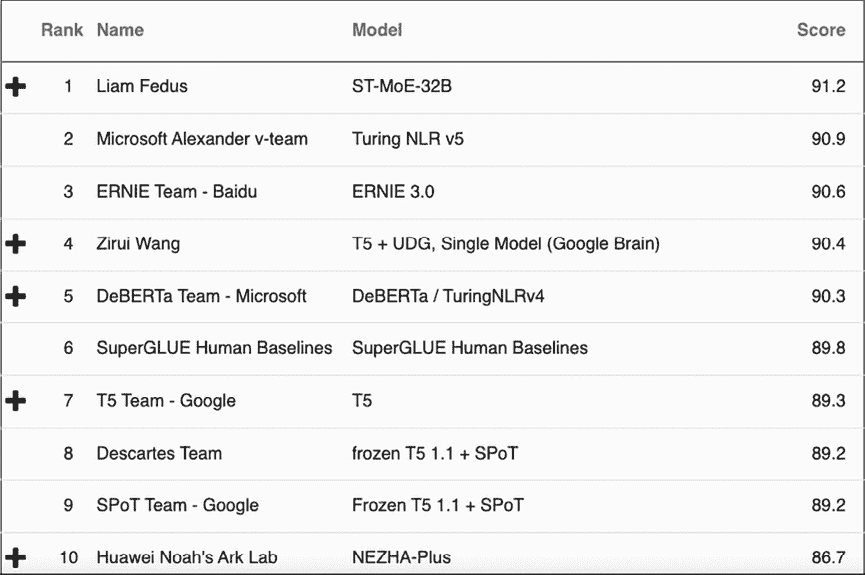 Rank Name Model Score
1 Liam Fedus ST-MoE-32B 91.2
2 Microsoft Alexander v-team Turing NLR v5 90.9
3 ERNIE Team - Baidu ERNIE 3.0 90.6
4 Zirui Wang T5 + UDG, Single Model (Google Brain) 90.4
5 DeBERTa Team - Microsoft DeBERTa / TuringNLRv4 90.3
6 SuperGLUE Human Baselines SuperGLUE Human Baselines 89.8
7 T5 Team - Google T5 89.3
8 Descartes Team frozen T5 1.1 + SPoT 89.2
9 SPoT Team - Google Frozen T5 1.1 + SPoT 89.2
10 Huawei Noah's Ark Lab NEZHA-Plus 86.7